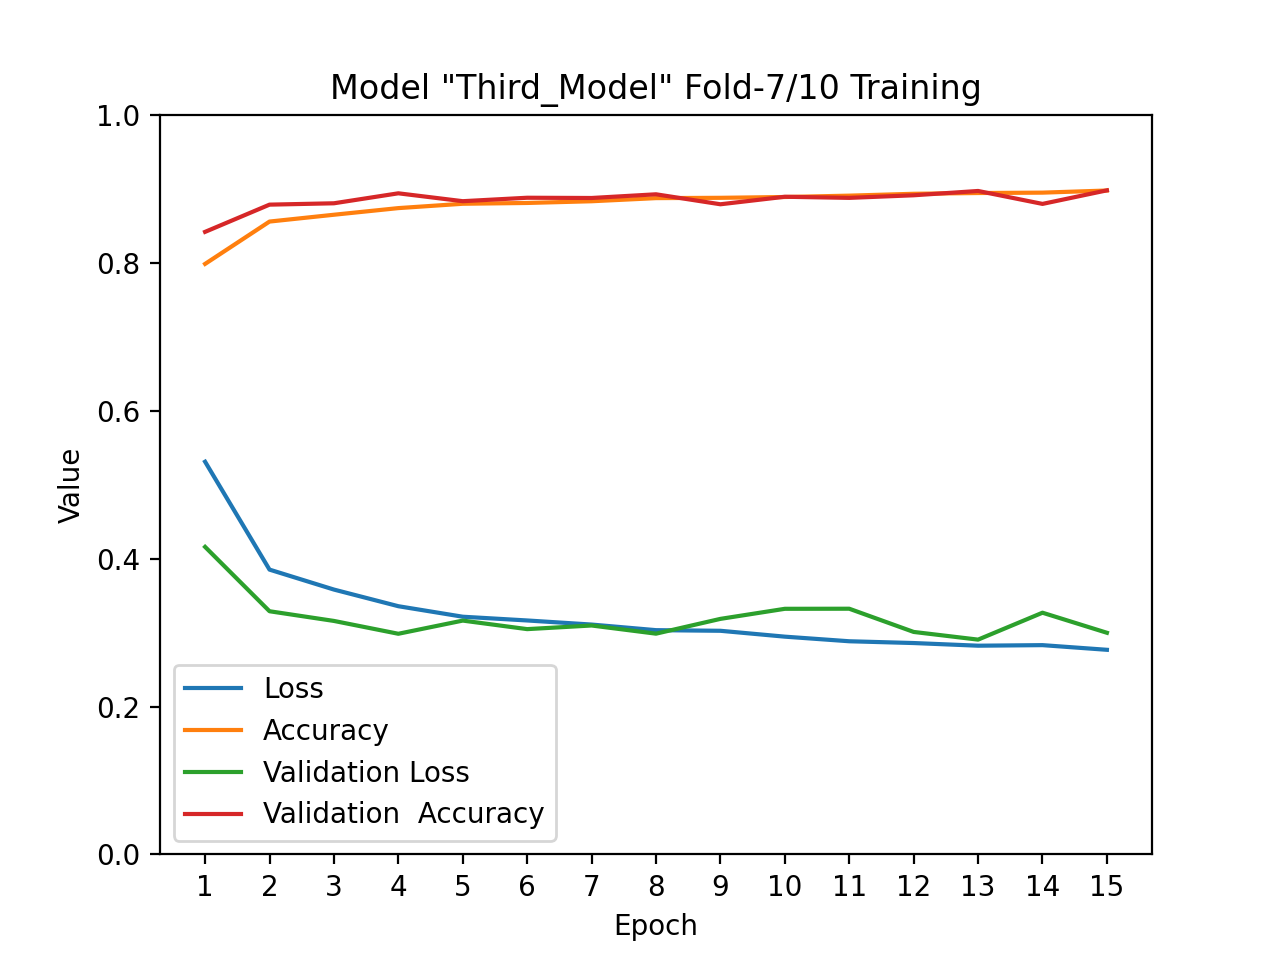 Model "Third_Model" Fold-7/10 Training
1.0
0.8
0.6
0.4
0.2
0.0
Value
Loss
Accuracy
Validation Loss
Validation  Accuracy
1 2 3 4 5 6 7 8 9 10 11 12 13 14 15
Epoch